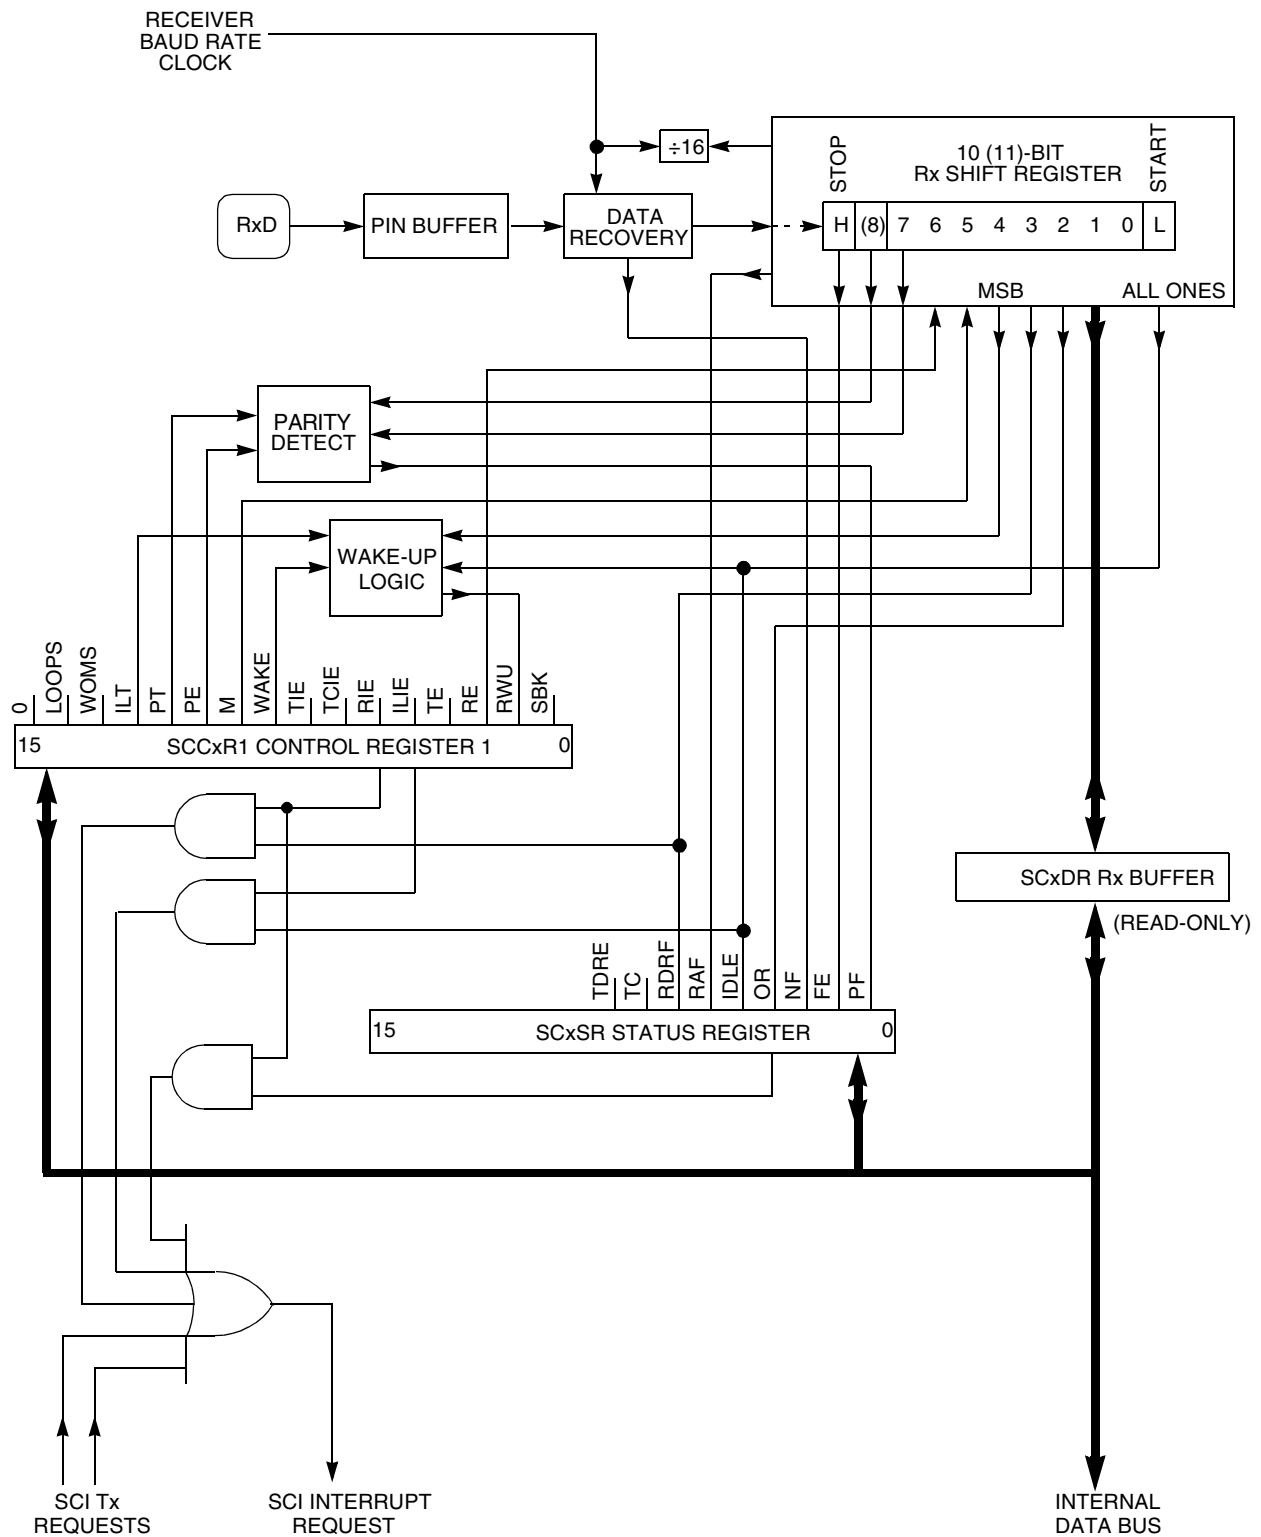 RECEIVER
BAUD RATE
CLOCK
÷16
STOP
10 (11)-BIT
Rx SHIFT REGISTER
START
RxD
PIN BUFFER
DATA
RECOVERY
H (8) 7 6 5 4 3 2 1 0 L
MSB
ALL ONES
PARITY
DETECT
WAKE-UP
LOGIC
0
LOOPS
WOMS
ILT
PT
PE
M
WAKE
TIE
TCIE
RIE
ILIE
TE
RE
RWU
SBK
15 SCCxR1 CONTROL REGISTER 1 0
SCxDR Rx BUFFER
(READ-ONLY)
TDRE
TC
RDRF
RAF
IDLE
OR
NF
FE
PF
15 SCxSR STATUS REGISTER 0
SCI Tx
REQUESTS
SCI INTERRUPT
REQUEST
INTERNAL
DATA BUS